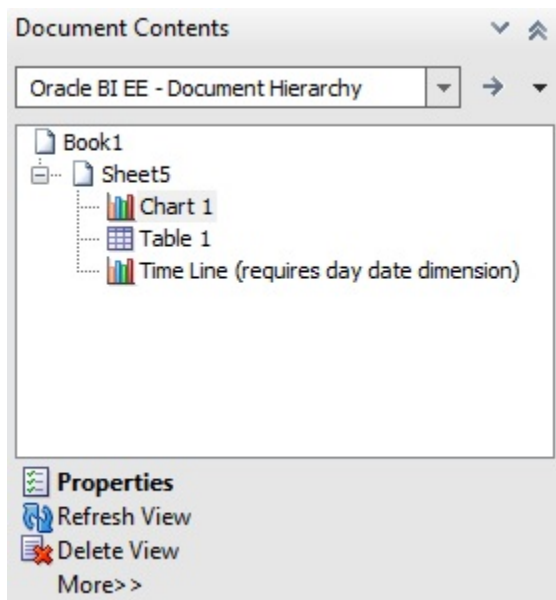 Document Contents
Oracle BI EE - Document Hierarchy
Book1
Sheet5
Chart 1
Table 1
Time Line (requires day date dimension)
Properties
Refresh View
Delete View
More>>